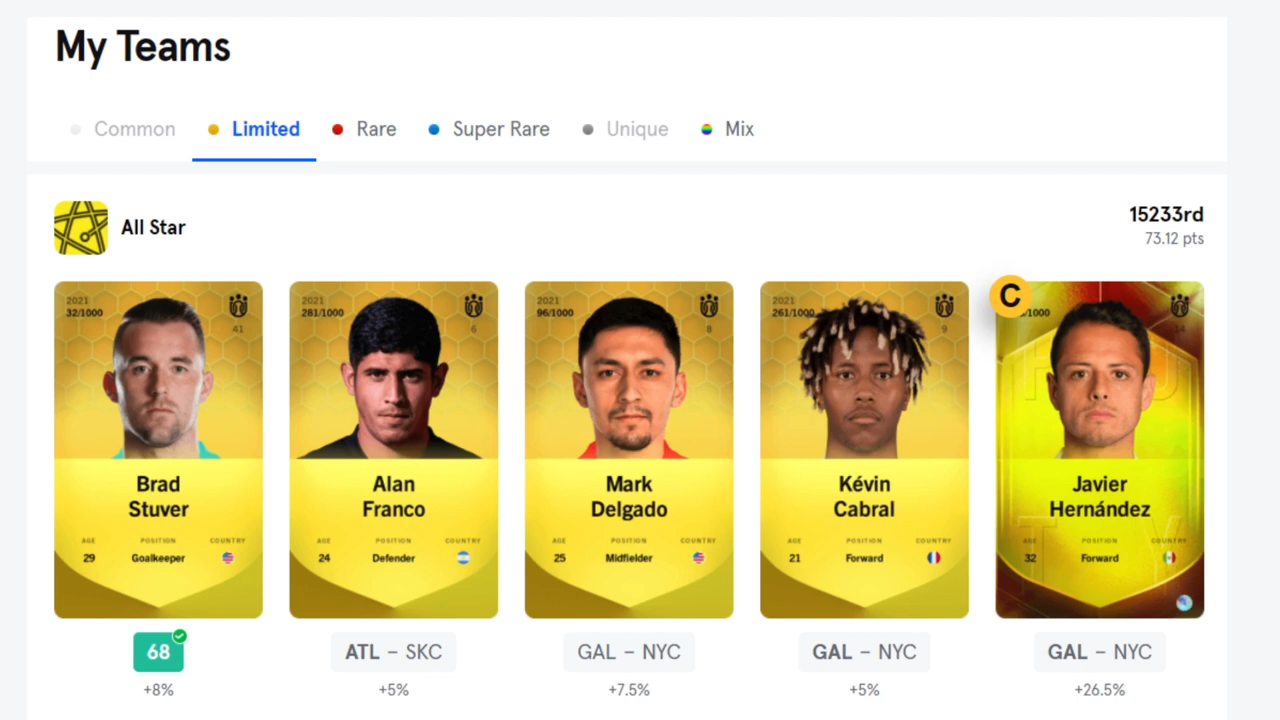 My Teams
Common Limited Rare Super Rare Unique Mix
All Star
15233rd
73.12 pts
2021
32/1000
41
Brad
Stuver
AGE POSITION COUNTRY
29 Goalkeeper
68
+8%
2021
281/1000
6
Alan
Franco
AGE POSITION COUNTRY
24 Defender
ATL – SKC
+5%
2021
96/1000
8
Mark
Delgado
AGE POSITION COUNTRY
25 Midfielder
GAL – NYC
+7.5%
2021
261/1000
9
Kévin
Cabral
AGE POSITION COUNTRY
21 Forward
GAL – NYC
+5%
C
/1000
14
Javier
Hernández
AGE POSITION COUNTRY
32 Forward
GAL – NYC
+26.5%